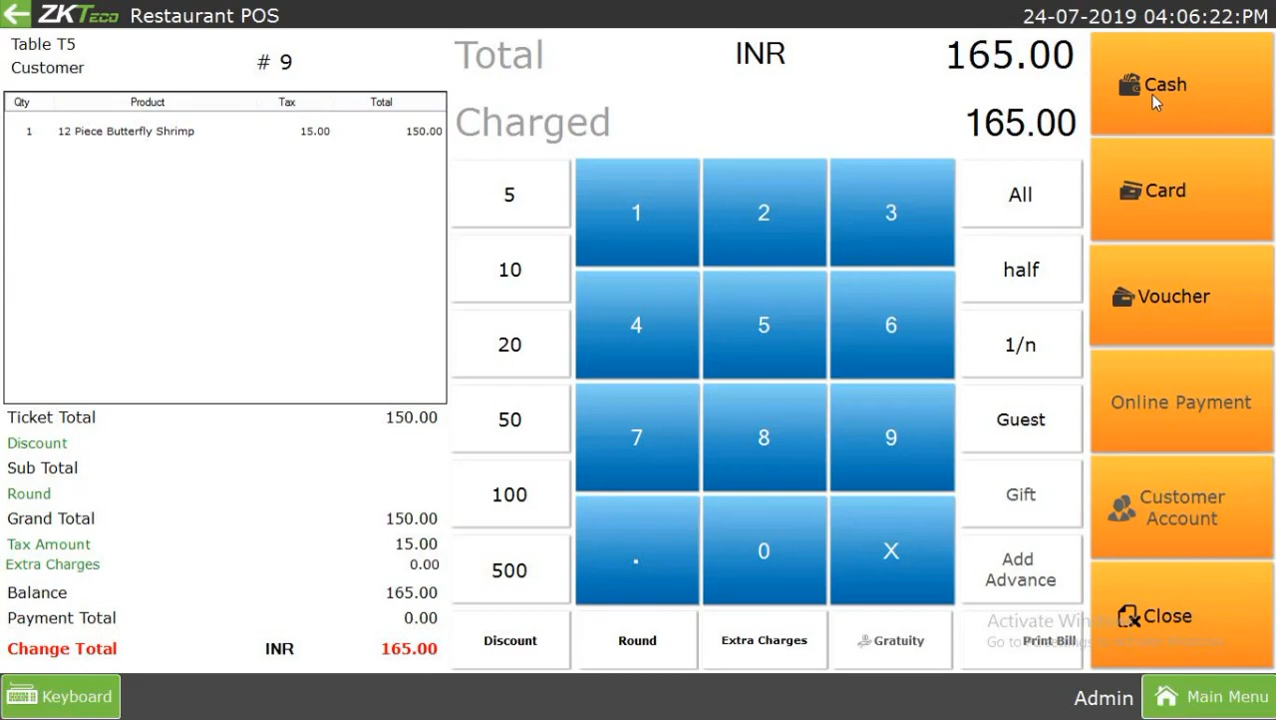 ZKTeco Restaurant POS 24-07-2019 04:06:22:PM
Table T5
Customer # 9
Qty Product Tax Total
1 12 Piece Butterfly Shrimp 15.00 150.00
Ticket Total 150.00
Discount
Sub Total
Round
Grand Total 150.00
Tax Amount 15.00
Extra Charges 0.00
Balance 165.00
Payment Total 0.00
Change Total INR 165.00
Total INR 165.00
Charged 165.00
5 1 2 3 All
10 half
20 4 5 6 1/n
50 7 8 9 Guest
100 Gift
500 . 0 X Add
Advance
Discount Round Extra Charges Gratuity Print Bill
Cash
Card
Voucher
Online Payment
Customer
Account
Close
Keyboard Admin Main Menu